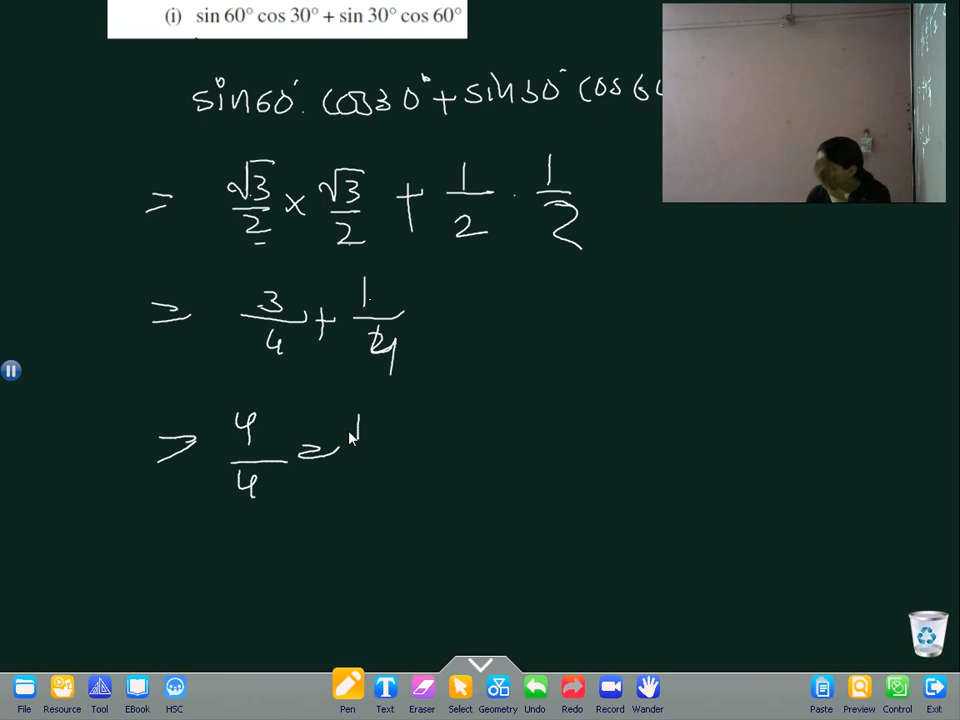 (i) sin 60° cos 30° + sin 30° cos 60°
sin60°. cos30° + sin30° cos 60
= √3/2 × √3/2 + 1/2 . 1/2
= 3/4 + 1/4
= 4/4 = 1
File Resource Tool EBook HSC Pen Text Eraser Select Geometry Undo Redo Record Wander Paste Preview Control Exit